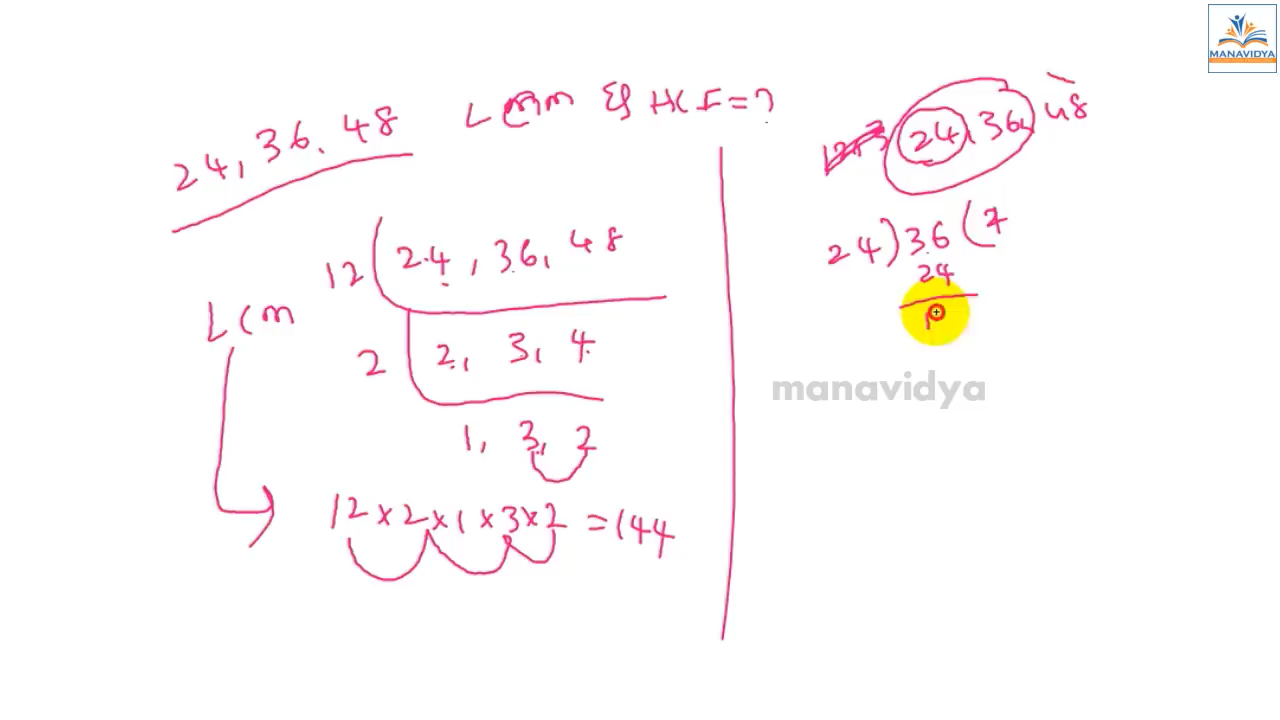 MANAVIDYA
24, 36, 48 LCM & HCF = ?
12 ( 24, 36, 48
LCM
2 2, 3, 4
1, 3, 2
12 × 2 × 1 × 3 × 2 = 144
24, 36, 48
24 ) 36 (
24
manavidya